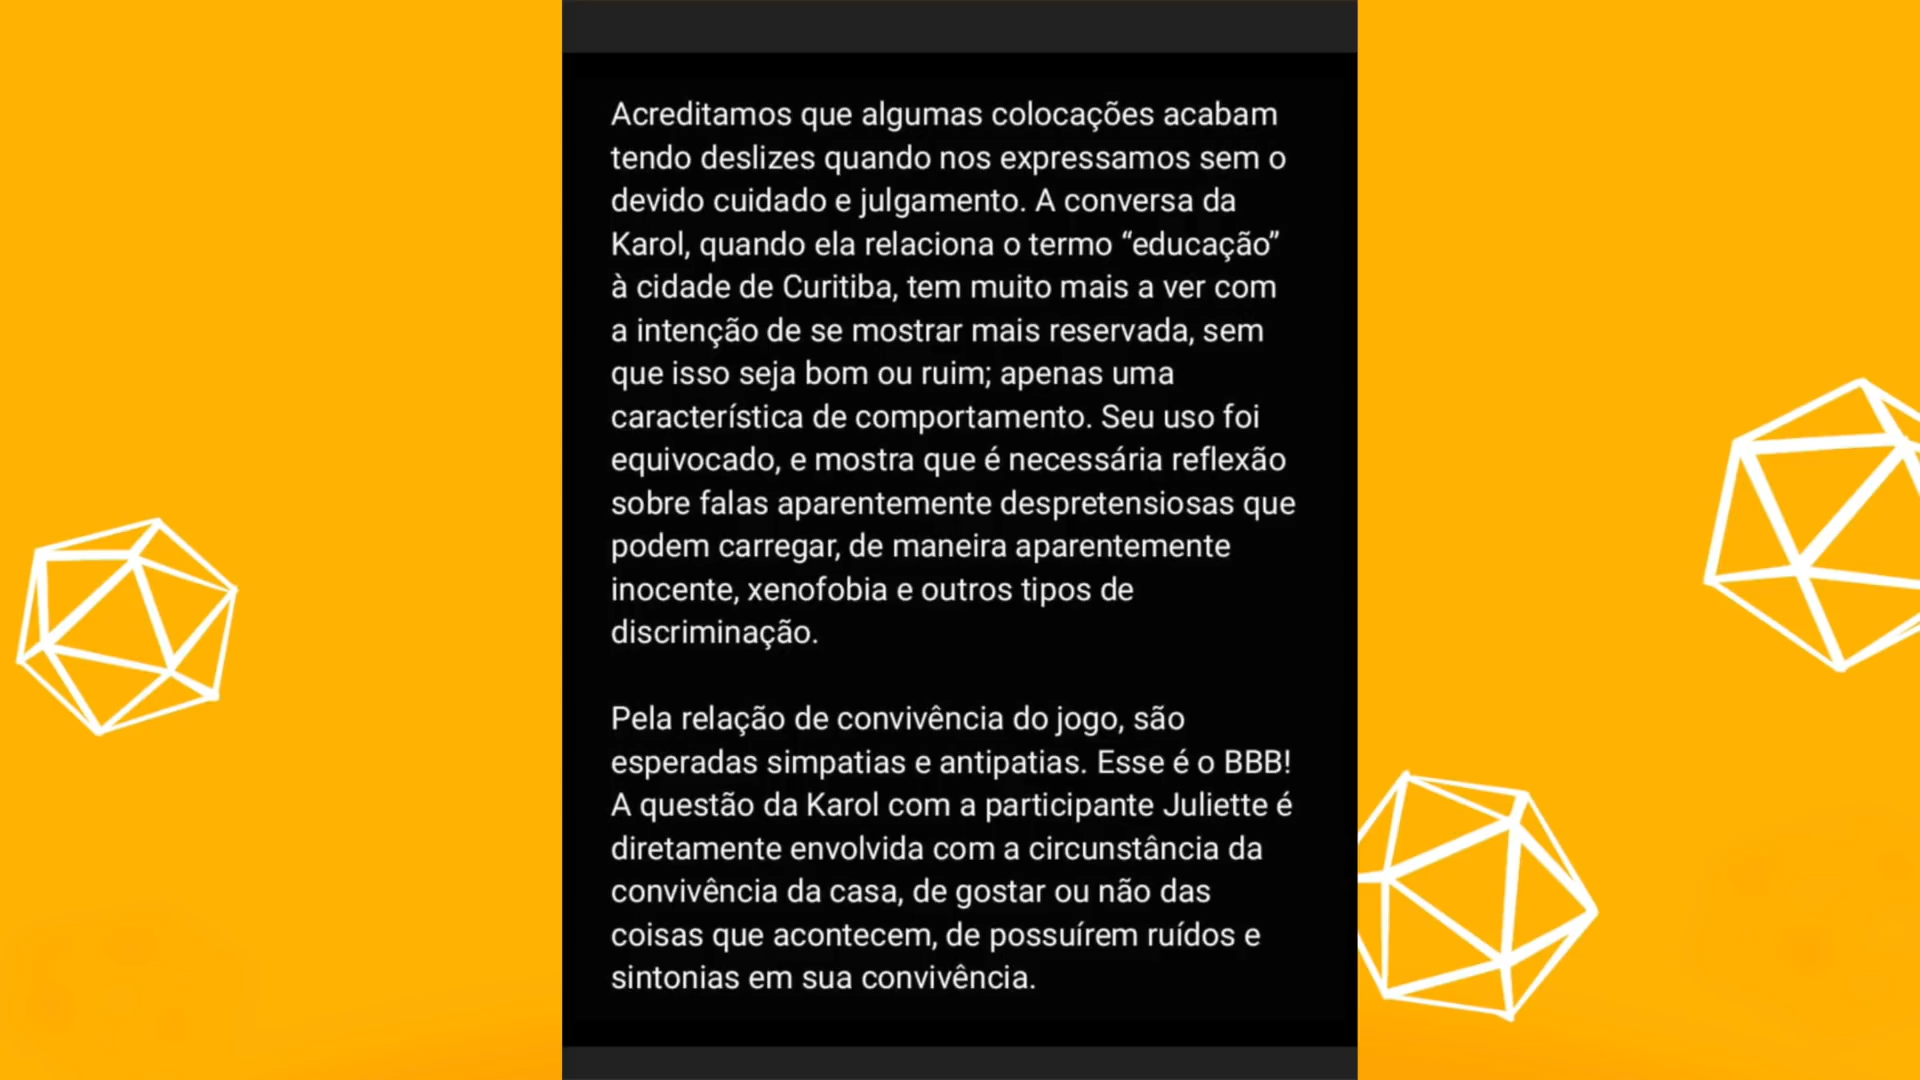 Acreditamos que algumas colocações acabam
tendo deslizes quando nos expressamos sem o
devido cuidado e julgamento. A conversa da
Karol, quando ela relaciona o termo “educação”
à cidade de Curitiba, tem muito mais a ver com
a intenção de se mostrar mais reservada, sem
que isso seja bom ou ruim; apenas uma
característica de comportamento. Seu uso foi
equivocado, e mostra que é necessária reflexão
sobre falas aparentemente despretensiosas que
podem carregar, de maneira aparentemente
inocente, xenofobia e outros tipos de
discriminação.
Pela relação de convivência do jogo, são
esperadas simpatias e antipatias. Esse é o BBB!
A questão da Karol com a participante Juliette é
diretamente envolvida com a circunstância da
convivência da casa, de gostar ou não das
coisas que acontecem, de possuírem ruídos e
sintonias em sua convivência.